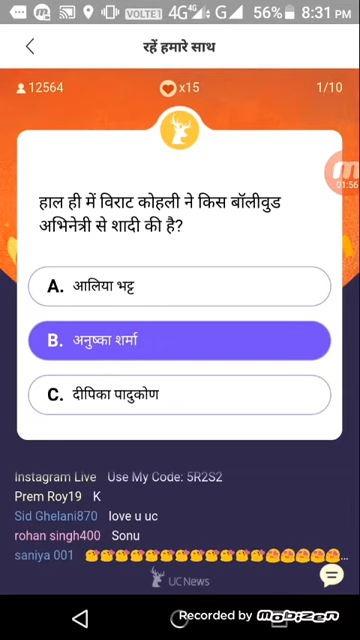 VOLTE1 4G 4G G 56% 8:31 PM
रहें हमारे साथ
12564 x15 1/10
हाल ही में विराट कोहली ने किस बॉलीवुड
अभिनेत्री से शादी की है?
01:56
A. आलिया भट्ट
B. अनुष्का शर्मा
C. दीपिका पादुकोण
Instagram Live Use My Code: 5R2S2
Prem Roy19 K
Sid Ghelani870 love u uc
rohan singh400 Sonu
saniya 001
UC News
Recorded by mobizen